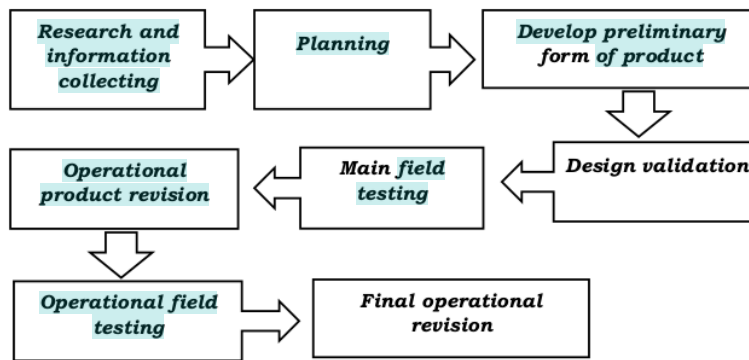 Research and
information
collecting
Planning
Develop preliminary
form of product
Design validation
Main field
testing
Operational
product revision
Operational field
testing
Final operational
revision